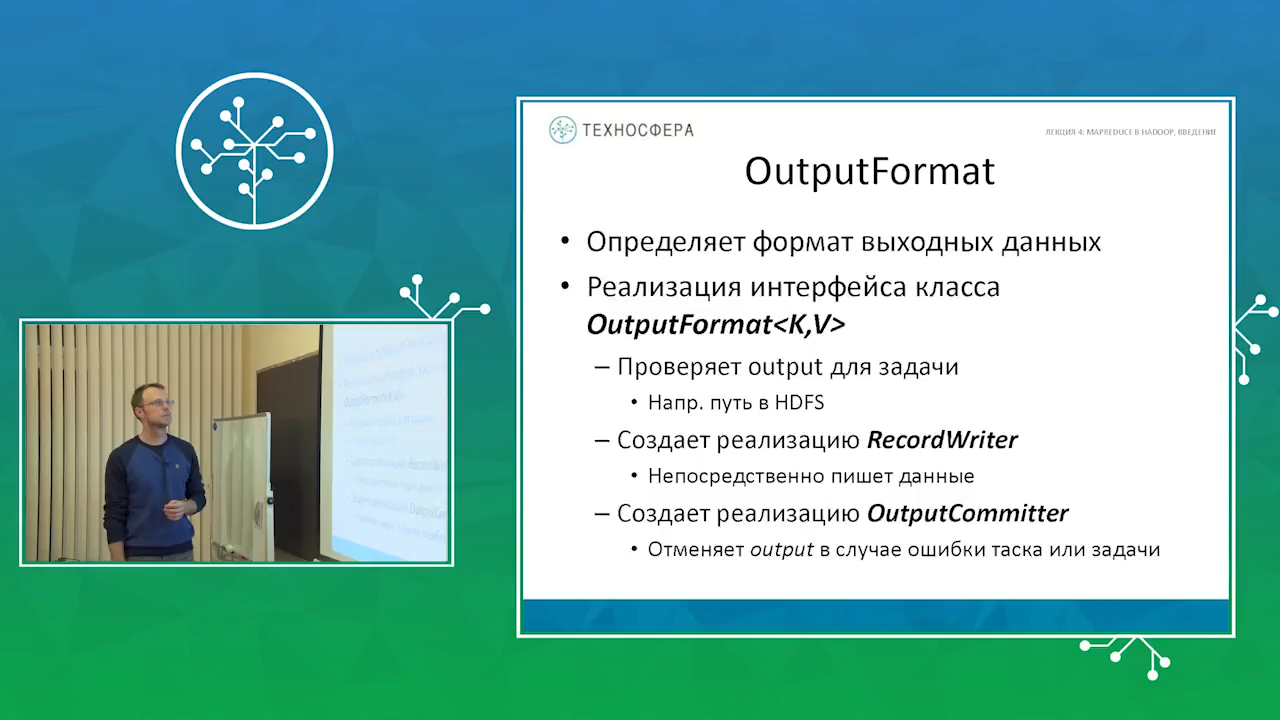 ТЕХНОСФЕРА
ЛЕКЦИЯ 4: MAPREDUCE В HADOOP, ВВЕДЕНИЕ
OutputFormat
• Определяет формат выходных данных
• Реализация интерфейса класса
OutputFormat<K,V>
– Проверяет output для задачи
• Напр. путь в HDFS
– Создает реализацию RecordWriter
• Непосредственно пишет данные
– Создает реализацию OutputCommitter
• Отменяет output в случае ошибки таска или задачи